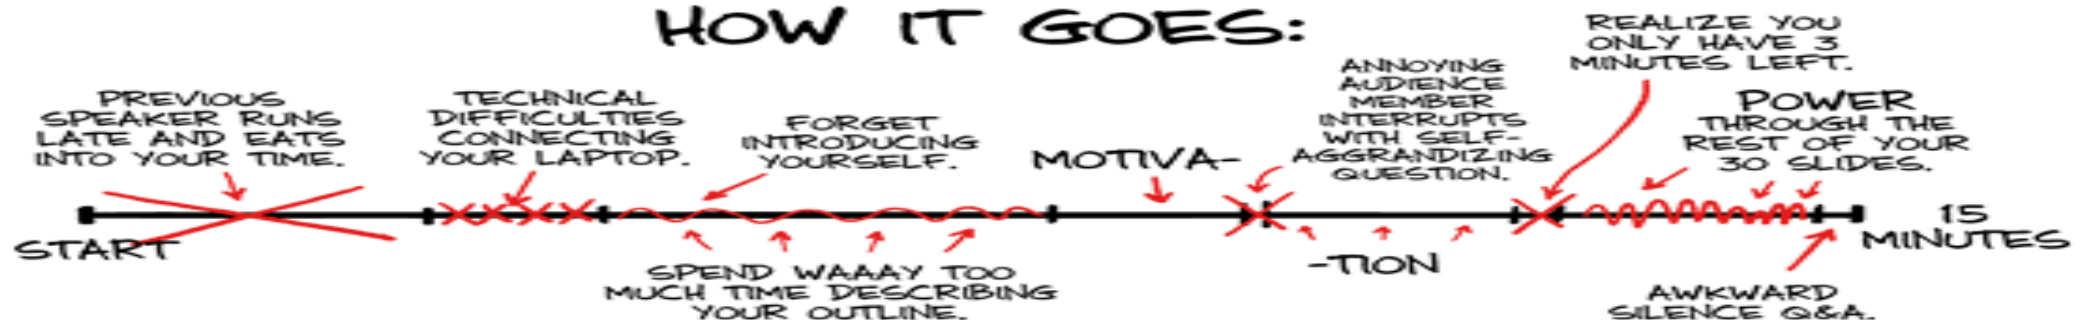 HOW IT GOES:
PREVIOUS
SPEAKER RUNS
LATE AND EATS
INTO YOUR TIME.
TECHNICAL
DIFFICULTIES
CONNECTING
YOUR LAPTOP.
FORGET
INTRODUCING
YOURSELF.
MOTIVA-
ANNOYING
AUDIENCE
MEMBER
INTERRUPTS
WITH SELF-
AGGRANDIZING
QUESTION.
REALIZE YOU
ONLY HAVE 3
MINUTES LEFT.
POWER
THROUGH THE
REST OF YOUR
30 SLIDES.
START
SPEND WAAAY TOO
MUCH TIME DESCRIBING
YOUR OUTLINE.
-TION
AWKWARD
SILENCE Q&A.
15
MINUTES